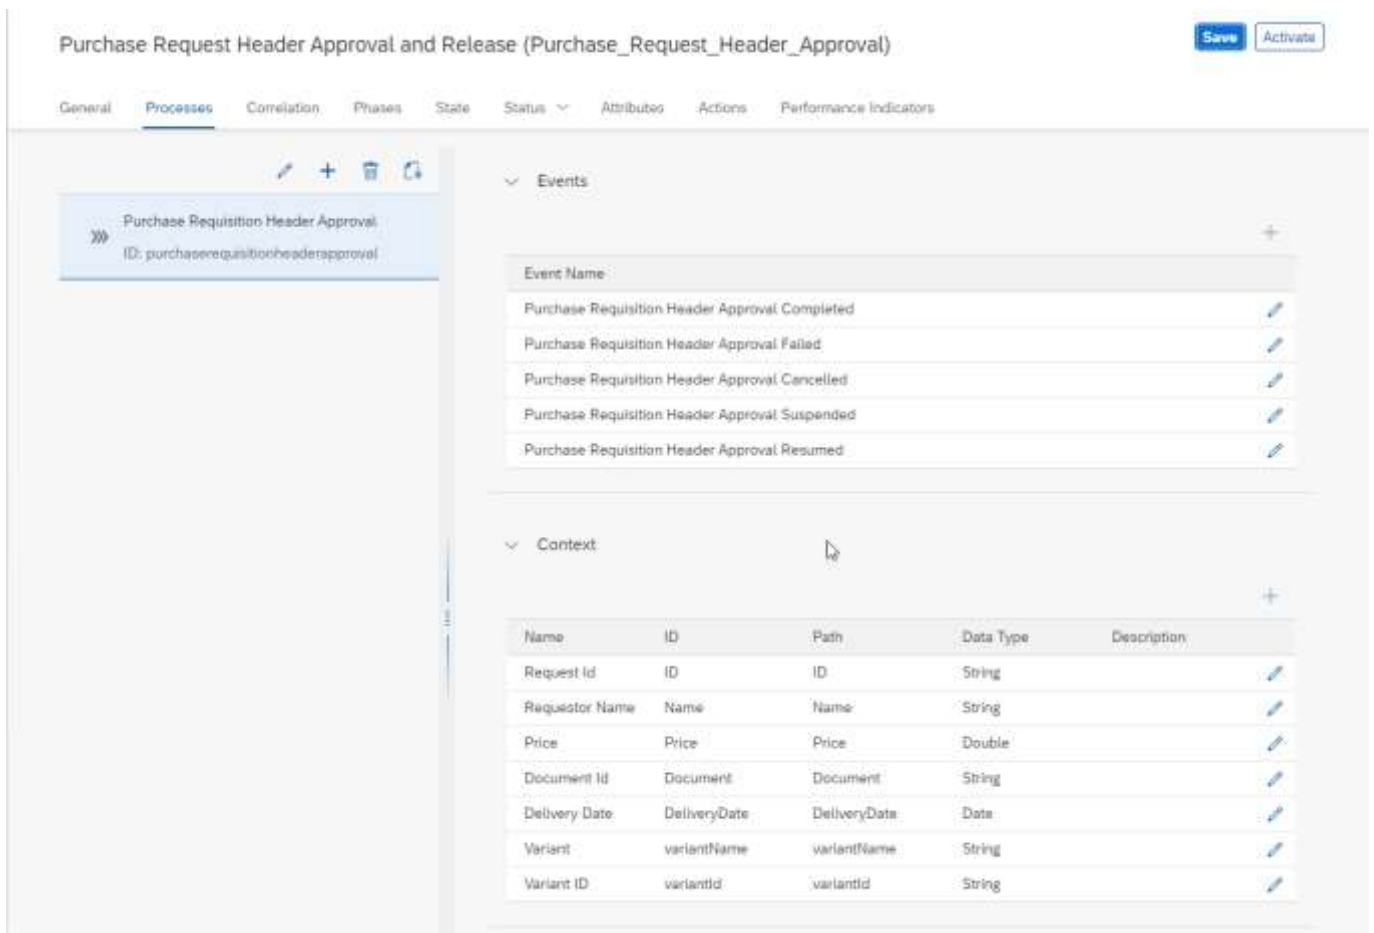 Purchase Request Header Approval and Release (Purchase_Request_Header_Approval)
Save Activate
General Processes Correlation Phases State Status Attributes Actions Performance Indicators
Purchase Requisition Header Approval
ID: purchaserequisitionheaderapproval
Events
Event Name
Purchase Requisition Header Approval Completed
Purchase Requisition Header Approval Failed
Purchase Requisition Header Approval Cancelled
Purchase Requisition Header Approval Suspended
Purchase Requisition Header Approval Resumed
Context
Name ID Path Data Type Description
Request Id ID ID String
Requestor Name Name Name String
Price Price Price Double
Document Id Document Document String
Delivery Date DeliveryDate DeliveryDate Date
Variant variantName variantName String
Variant ID variantId variantId String